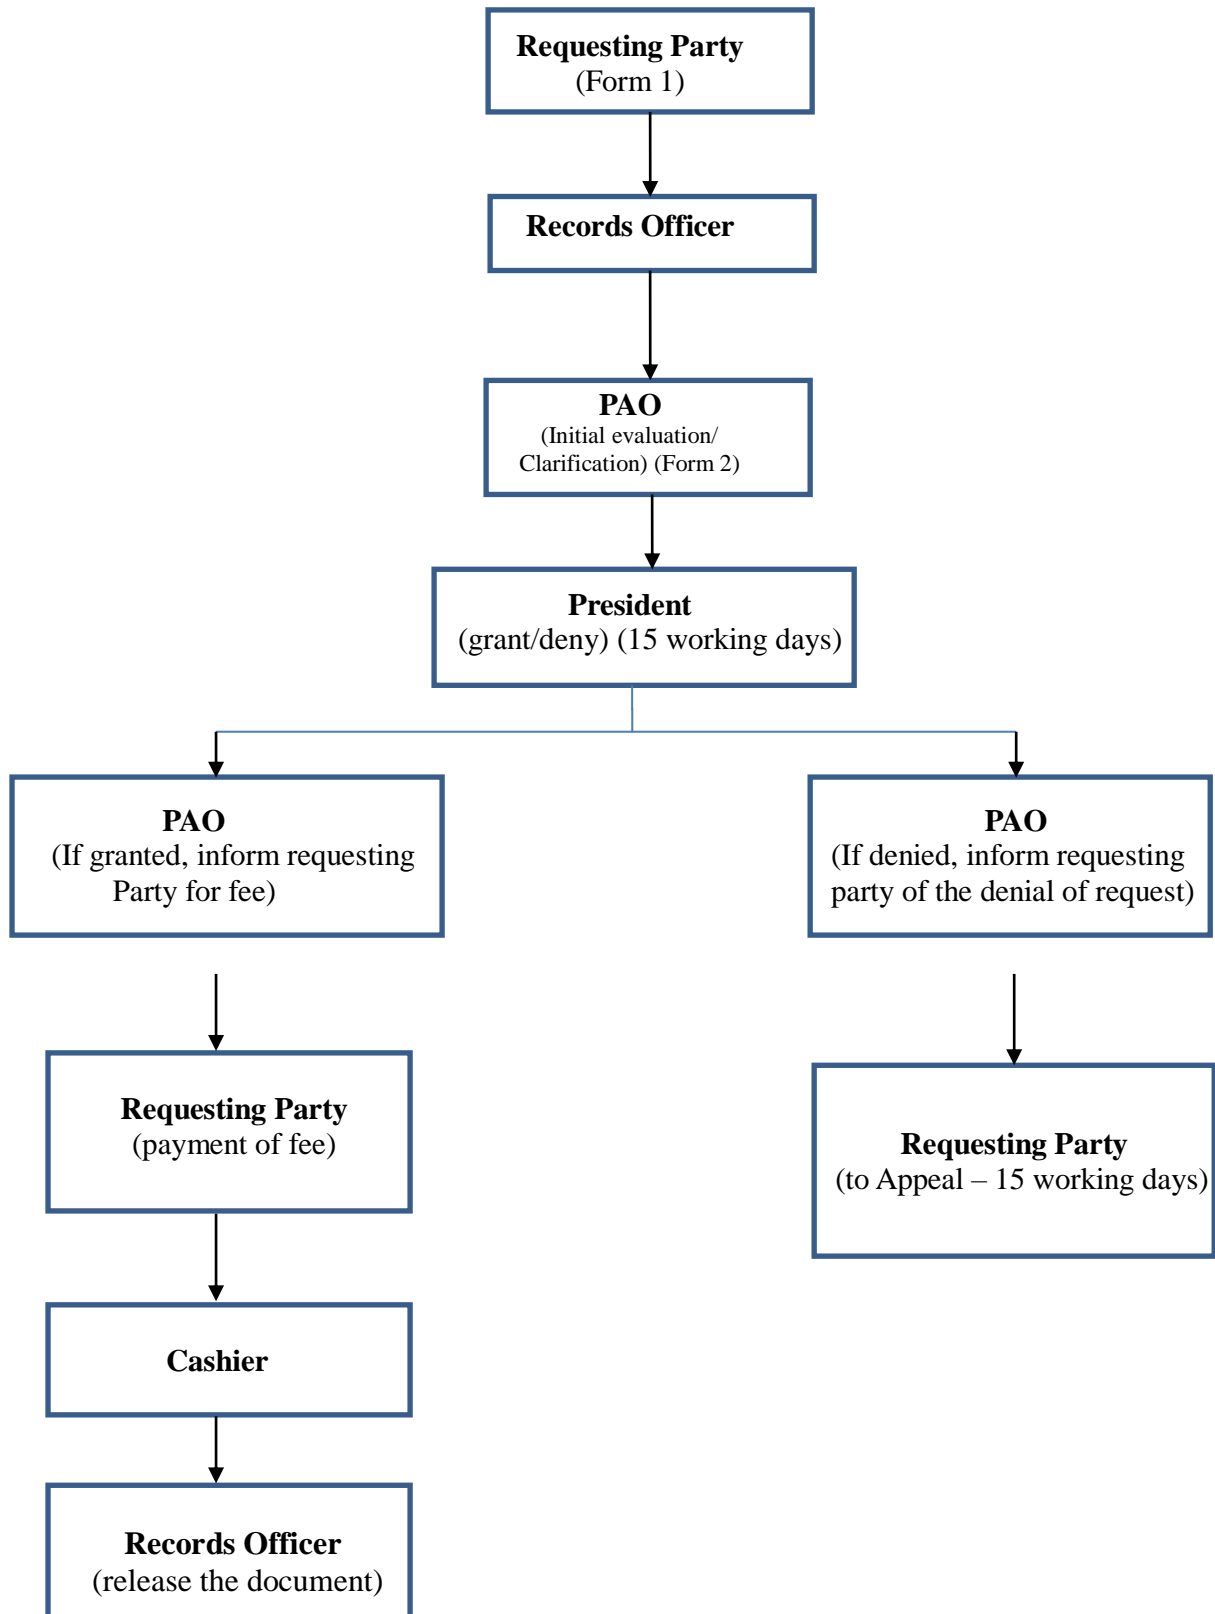 Requesting Party
(Form 1)
Records Officer
PAO
(Initial evaluation/
Clarification) (Form 2)
President
(grant/deny) (15 working days)
PAO
(If granted, inform requesting
Party for fee)
PAO
(If denied, inform requesting
party of the denial of request)
Requesting Party
(payment of fee)
Requesting Party
(to Appeal – 15 working days)
Cashier
Records Officer
(release the document)